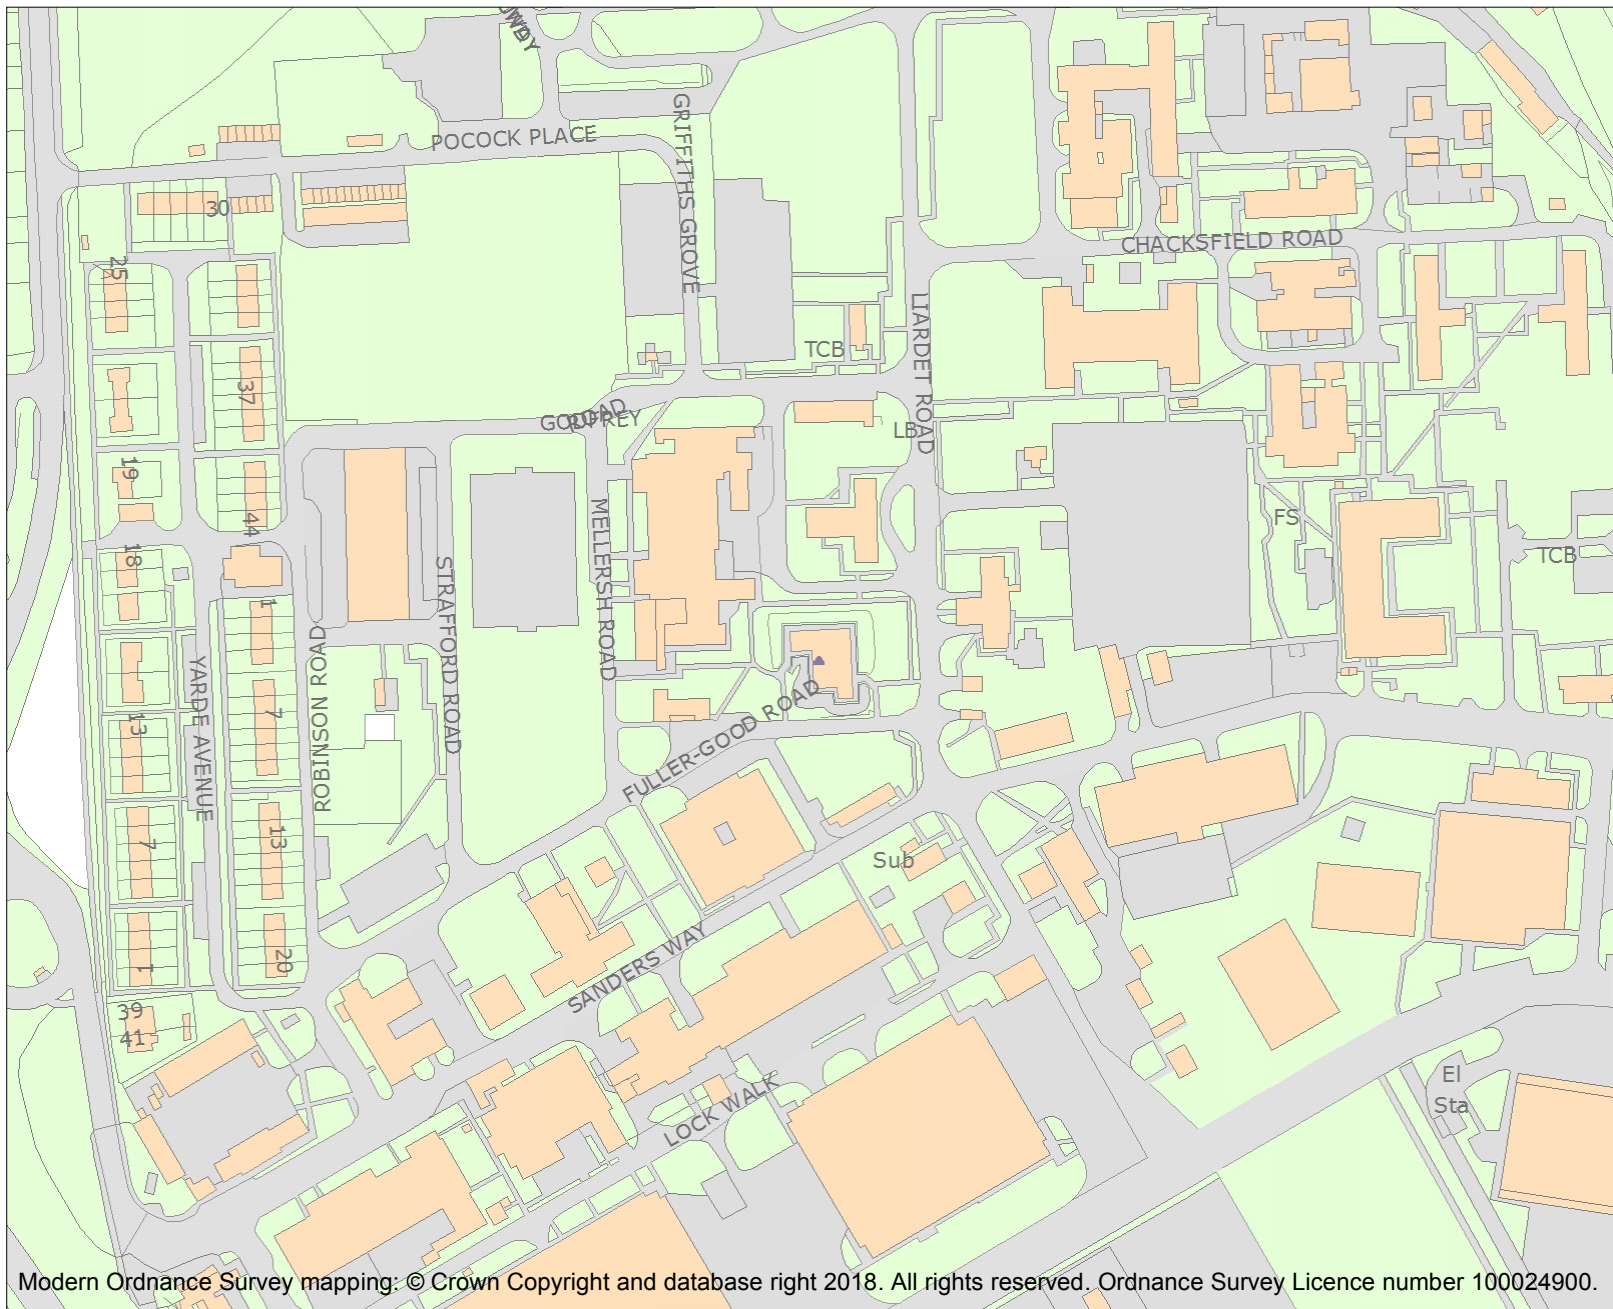 POCOCK PLACE
GRIFFITHS GROVE
30
CHACKSFIELD ROAD
25
LIARDET ROAD
TCB
37
GODFREY
ROAD
LB
19
MELLERSH ROAD
44
FS
18
STRAFFORD ROAD
TCB
1
YARDE AVENUE
ROBINSON ROAD
FULLER-GOOD ROAD
7
13
13
7
Sub
SANDERS WAY
20
1
39
41
LOCK WALK
El
Sta
Modern Ordnance Survey mapping: © Crown Copyright and database right 2018. All rights reserved. Ordnance Survey Licence number 100024900.